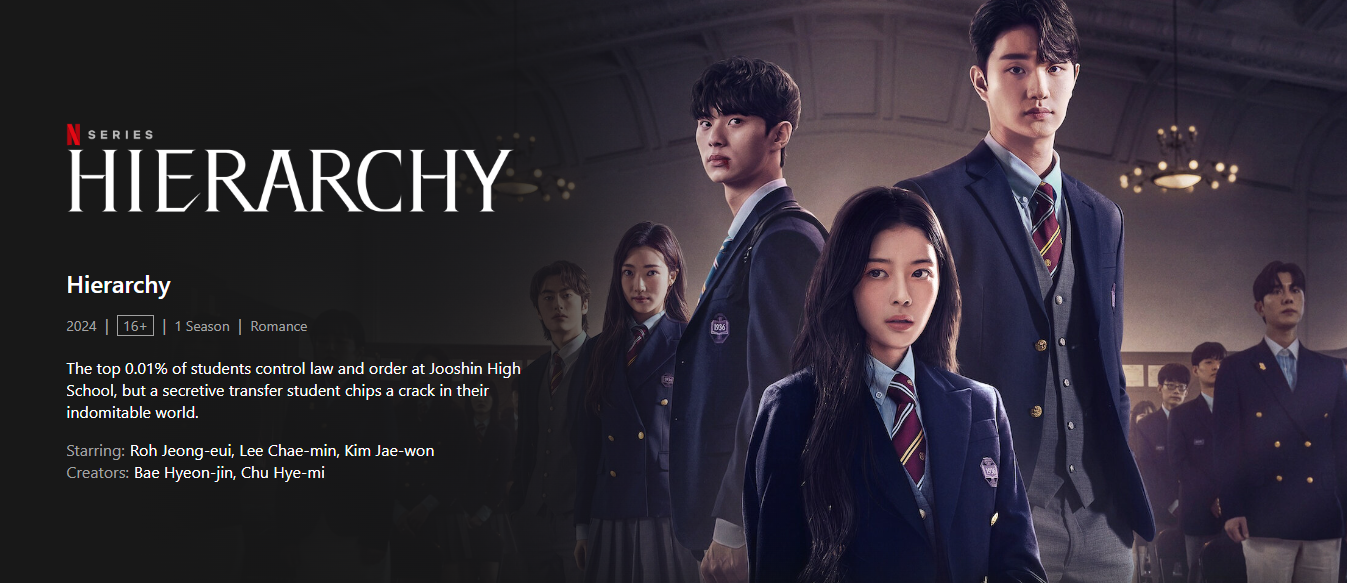 N SERIES
HIERARCHY
Hierarchy
2024 | 16+ | 1 Season | Romance
The top 0.01% of students control law and order at Jooshin High
School, but a secretive transfer student chips a crack in their
indomitable world.
Starring: Roh Jeong-eui, Lee Chae-min, Kim Jae-won
Creators: Bae Hyeon-jin, Chu Hye-mi
1936
1936